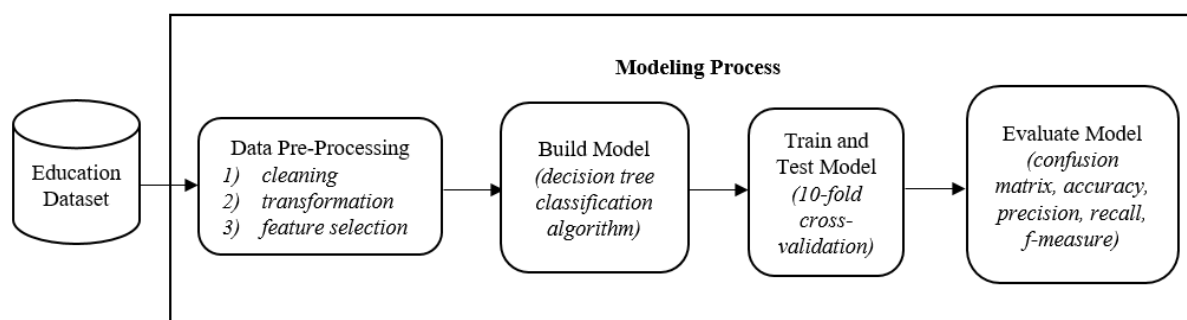 Modeling Process
Education
Dataset
Data Pre-Processing
1) cleaning
2) transformation
3) feature selection
Build Model
(decision tree
classification
algorithm)
Train and
Test Model
(10-fold
cross-
validation)
Evaluate Model
(confusion
matrix, accuracy,
precision, recall,
f-measure)